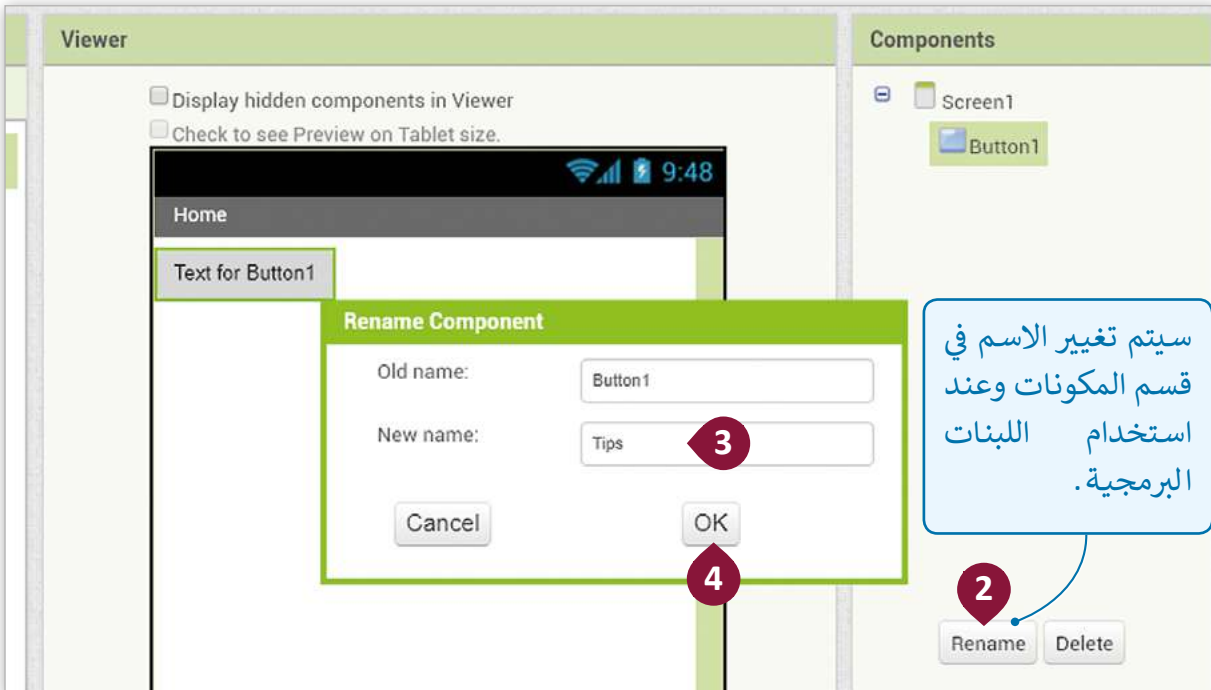 Viewer
Components
Display hidden components in Viewer
Check to see Preview on Tablet size.
Screen1
Button1
9:48
Home
Text for Button1
Rename Component
Old name:
Button1
New name:
Tips
3
Cancel
OK
4
سيتم تغيير الاسم في
قسم المكونات وعند
استخدام اللبنات
البرمجية.
2
Rename
Delete